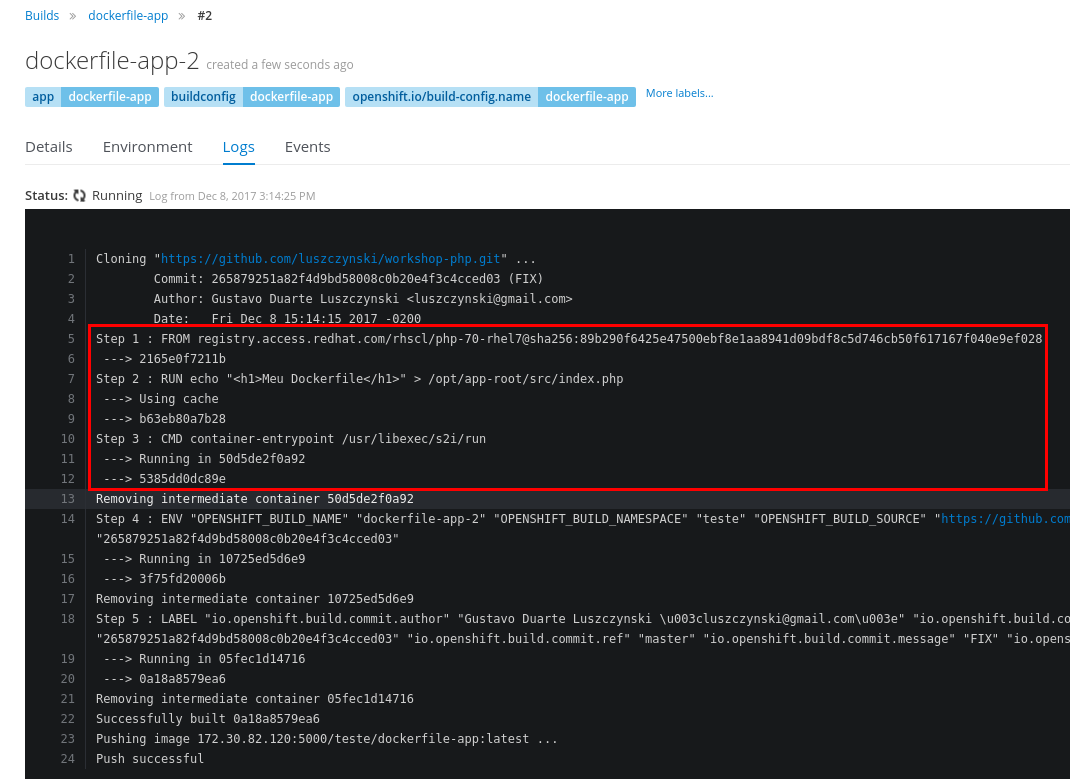 Builds » dockerfile-app » #2
dockerfile-app-2 created a few seconds ago
app dockerfile-app buildconfig dockerfile-app openshift.io/build-config.name dockerfile-app More labels...
Details Environment Logs Events
Status: Running Log from Dec 8, 2017 3:14:25 PM
1 Cloning "https://github.com/luszczynski/workshop-php.git" ...
2 Commit: 265879251a82f4d9bd58008c0b20e4f3c4cced03 (FIX)
3 Author: Gustavo Duarte Luszczynski <luszczynski@gmail.com>
4 Date: Fri Dec 8 15:14:15 2017 -0200
5 Step 1 : FROM registry.access.redhat.com/rhscl/php-70-rhel7@sha256:89b290f6425e47500ebf8e1aa8941d09bdf8c5d746cb50f617167f040e9ef028
6 ---> 2165e0f7211b
7 Step 2 : RUN echo "<h1>Meu Dockerfile</h1>" > /opt/app-root/src/index.php
8 ---> Using cache
9 ---> b63eb80a7b28
10 Step 3 : CMD container-entrypoint /usr/libexec/s2i/run
11 ---> Running in 50d5de2f0a92
12 ---> 5385dd0dc89e
13 Removing intermediate container 50d5de2f0a92
14 Step 4 : ENV "OPENSHIFT_BUILD_NAME" "dockerfile-app-2" "OPENSHIFT_BUILD_NAMESPACE" "teste" "OPENSHIFT_BUILD_SOURCE" "https://github.com
"265879251a82f4d9bd58008c0b20e4f3c4cced03"
15 ---> Running in 10725ed5d6e9
16 ---> 3f75fd20006b
17 Removing intermediate container 10725ed5d6e9
18 Step 5 : LABEL "io.openshift.build.commit.author" "Gustavo Duarte Luszczynski \u003cluszczynski@gmail.com\u003e" "io.openshift.build.co
"265879251a82f4d9bd58008c0b20e4f3c4cced03" "io.openshift.build.commit.ref" "master" "io.openshift.build.commit.message" "FIX" "io.opens
19 ---> Running in 05fec1d14716
20 ---> 0a18a8579ea6
21 Removing intermediate container 05fec1d14716
22 Successfully built 0a18a8579ea6
23 Pushing image 172.30.82.120:5000/teste/dockerfile-app:latest ...
24 Push successful